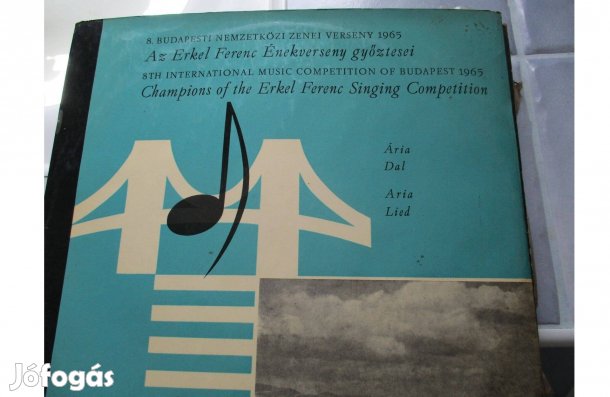 8. BUDAPESTI NEMZETKÖZI ZENEI VERSENY 1965
Az Erkel Ferenc Énekverseny győztesei
8TH INTERNATIONAL MUSIC COMPETITION OF BUDAPEST 1965
Champions of the Erkel Ferenc Singing Competition
Ária
Dal
Aria
Lied
Jófogás